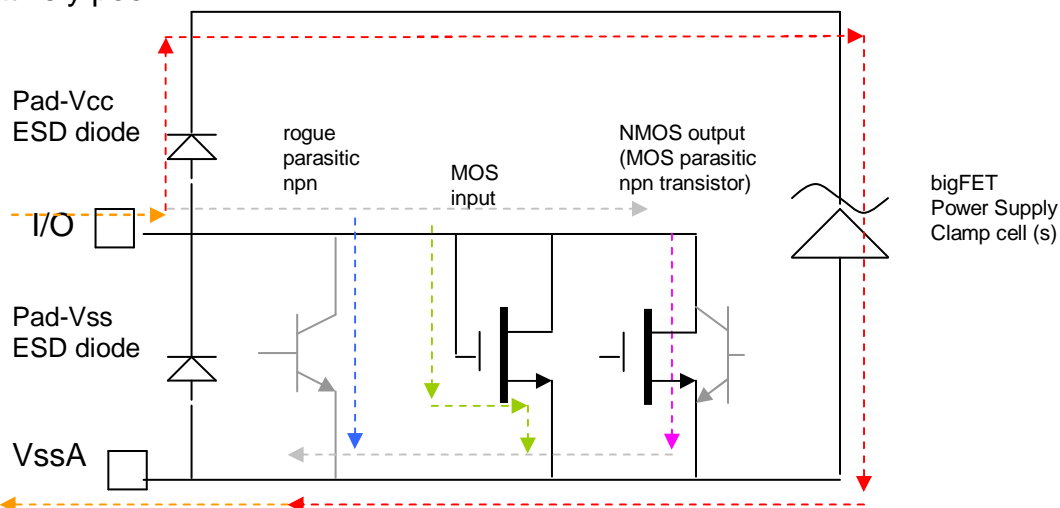 Pad-Vcc
ESD diode
rogue
parasitic
npn
MOS
input
NMOS output
(MOS parasitic
npn transistor)
bigFET
Power Supply
Clamp cell (s)
I/O
Pad-Vss
ESD diode
VssA